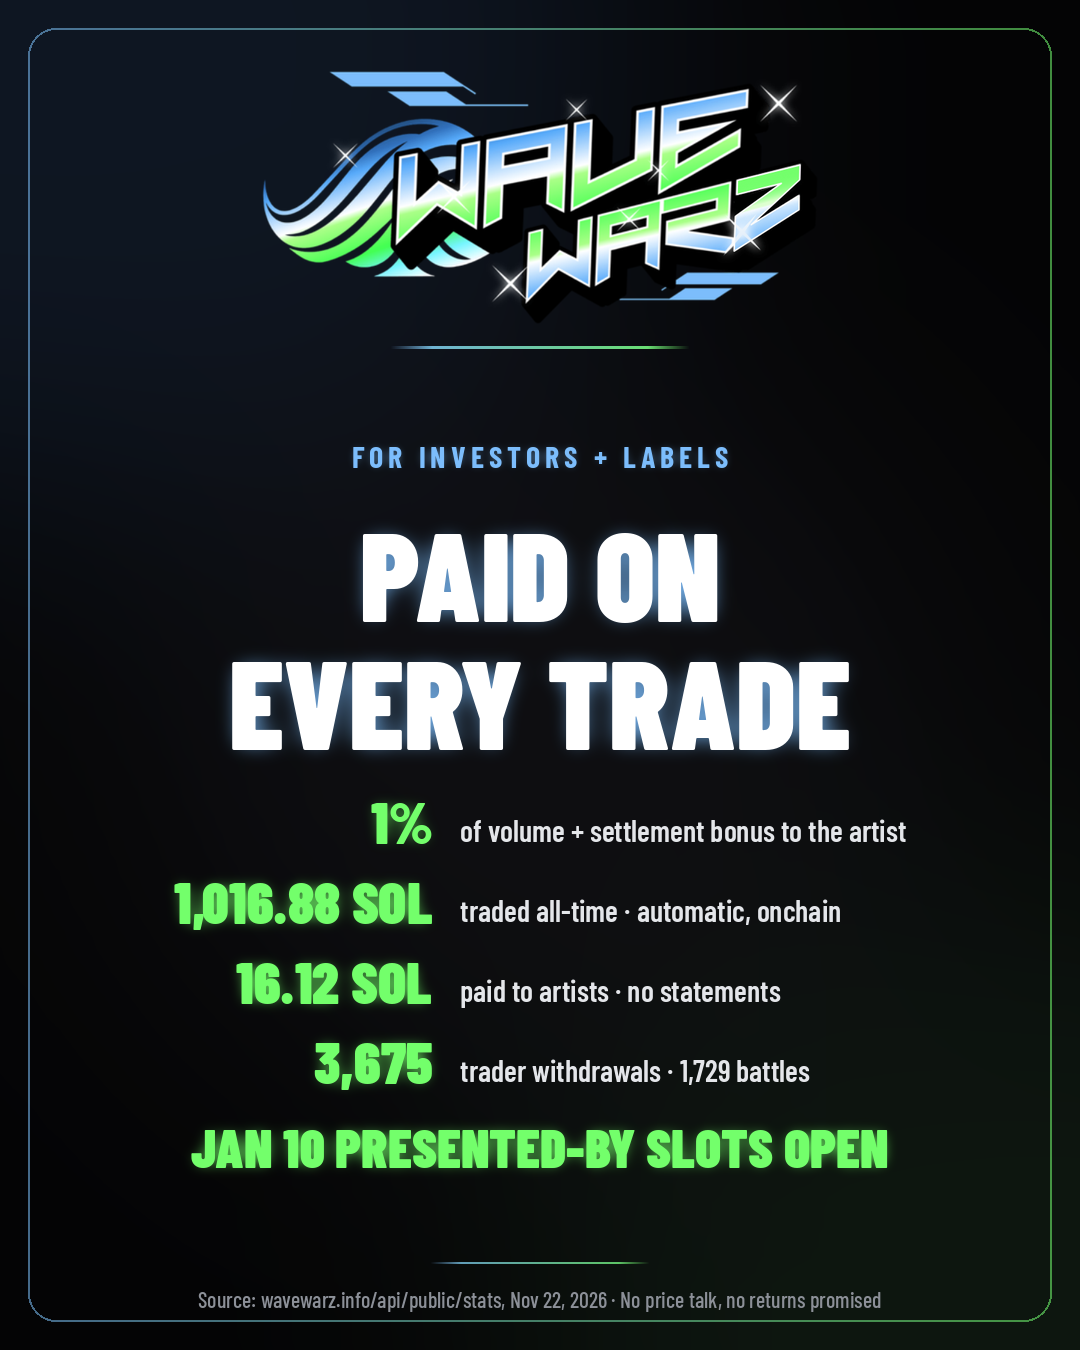 WAVE
WARZ
FOR INVESTORS + LABELS
PAID ON
EVERY TRADE
1% of volume + settlement bonus to the artist
1,016.88 SOL traded all-time · automatic, onchain
16.12 SOL paid to artists · no statements
3,675 trader withdrawals · 1,729 battles
JAN 10 PRESENTED-BY SLOTS OPEN
Source: wavewarz.info/api/public/stats, Nov 22, 2026 · No price talk, no returns promised